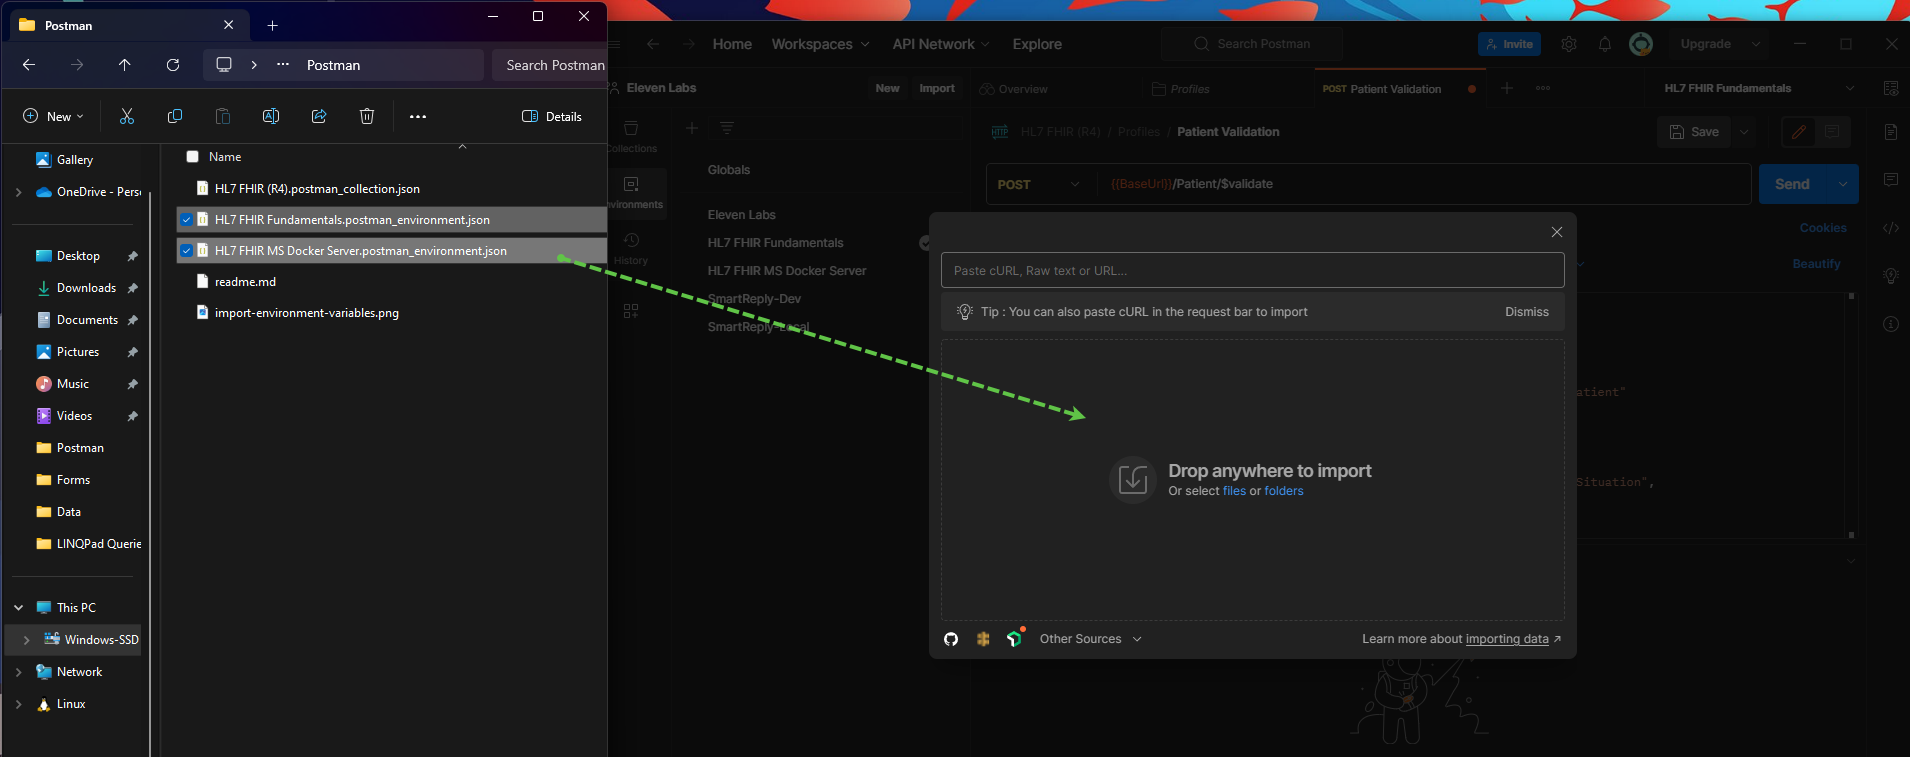 Postman
Postman
Search Postman
New
Details
Gallery
OneDrive - Pers
Desktop
Downloads
Documents
Pictures
Music
Videos
Postman
Forms
Data
LINQPad Querie
This PC
Windows-SSD
Network
Linux
Name
HL7 FHIR (R4).postman_collection.json
HL7 FHIR Fundamentals.postman_environment.json
HL7 FHIR MS Docker Server.postman_environment.json
readme.md
import-environment-variables.png
Home
Workspaces
API Network
Explore
Search Postman
Invite
Upgrade
Eleven Labs
New
Import
Overview
Profiles
POST Patient Validation
HL7 FHIR Fundamentals
ollections
vironments
History
Globals
Eleven Labs
HL7 FHIR Fundamentals
HL7 FHIR MS Docker Server
SmartReply-Dev
SmartReply-Local
HTTP
HL7 FHIR (R4) / Profiles / Patient Validation
Save
POST
{{BaseUrl}}/Patient/$validate
Send
Cookies
Beautify
atient"
Situation",
Paste cURL, Raw text or URL...
Tip : You can also paste cURL in the request bar to import
Dismiss
Drop anywhere to import
Or select files or folders
Other Sources
Learn more about importing data